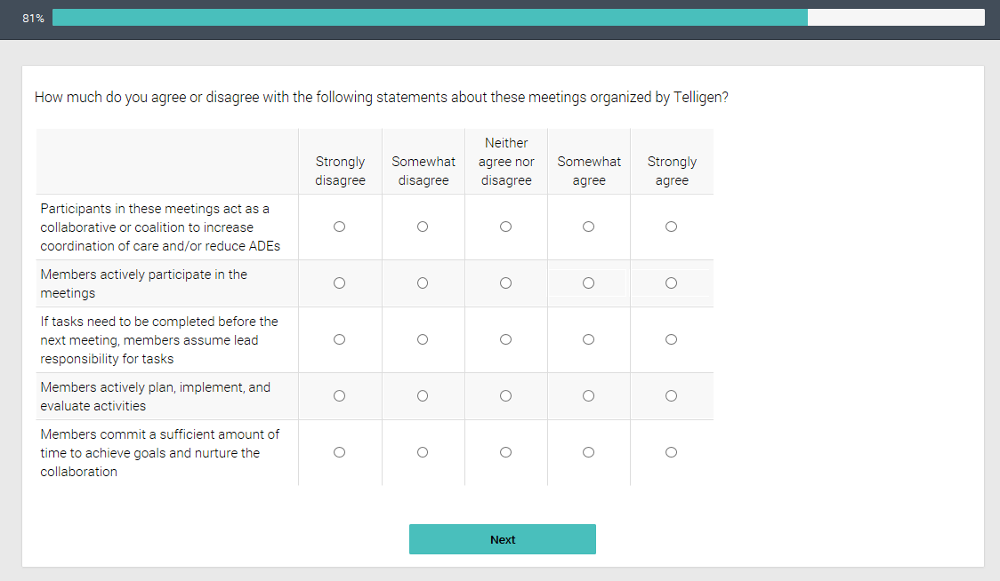 81%
How much do you agree or disagree with the following statements about these meetings organized by Telligen?
Strongly disagree
Somewhat disagree
Neither agree nor disagree
Somewhat agree
Strongly agree
Participants in these meetings act as a
collaborative or coalition to increase
coordination of care and/or reduce ADEs
Members actively participate in the
meetings
If tasks need to be completed before the
next meeting, members assume lead
responsibility for tasks
Members actively plan, implement, and
evaluate activities
Members commit a sufficient amount of
time to achieve goals and nurture the
collaboration
Next